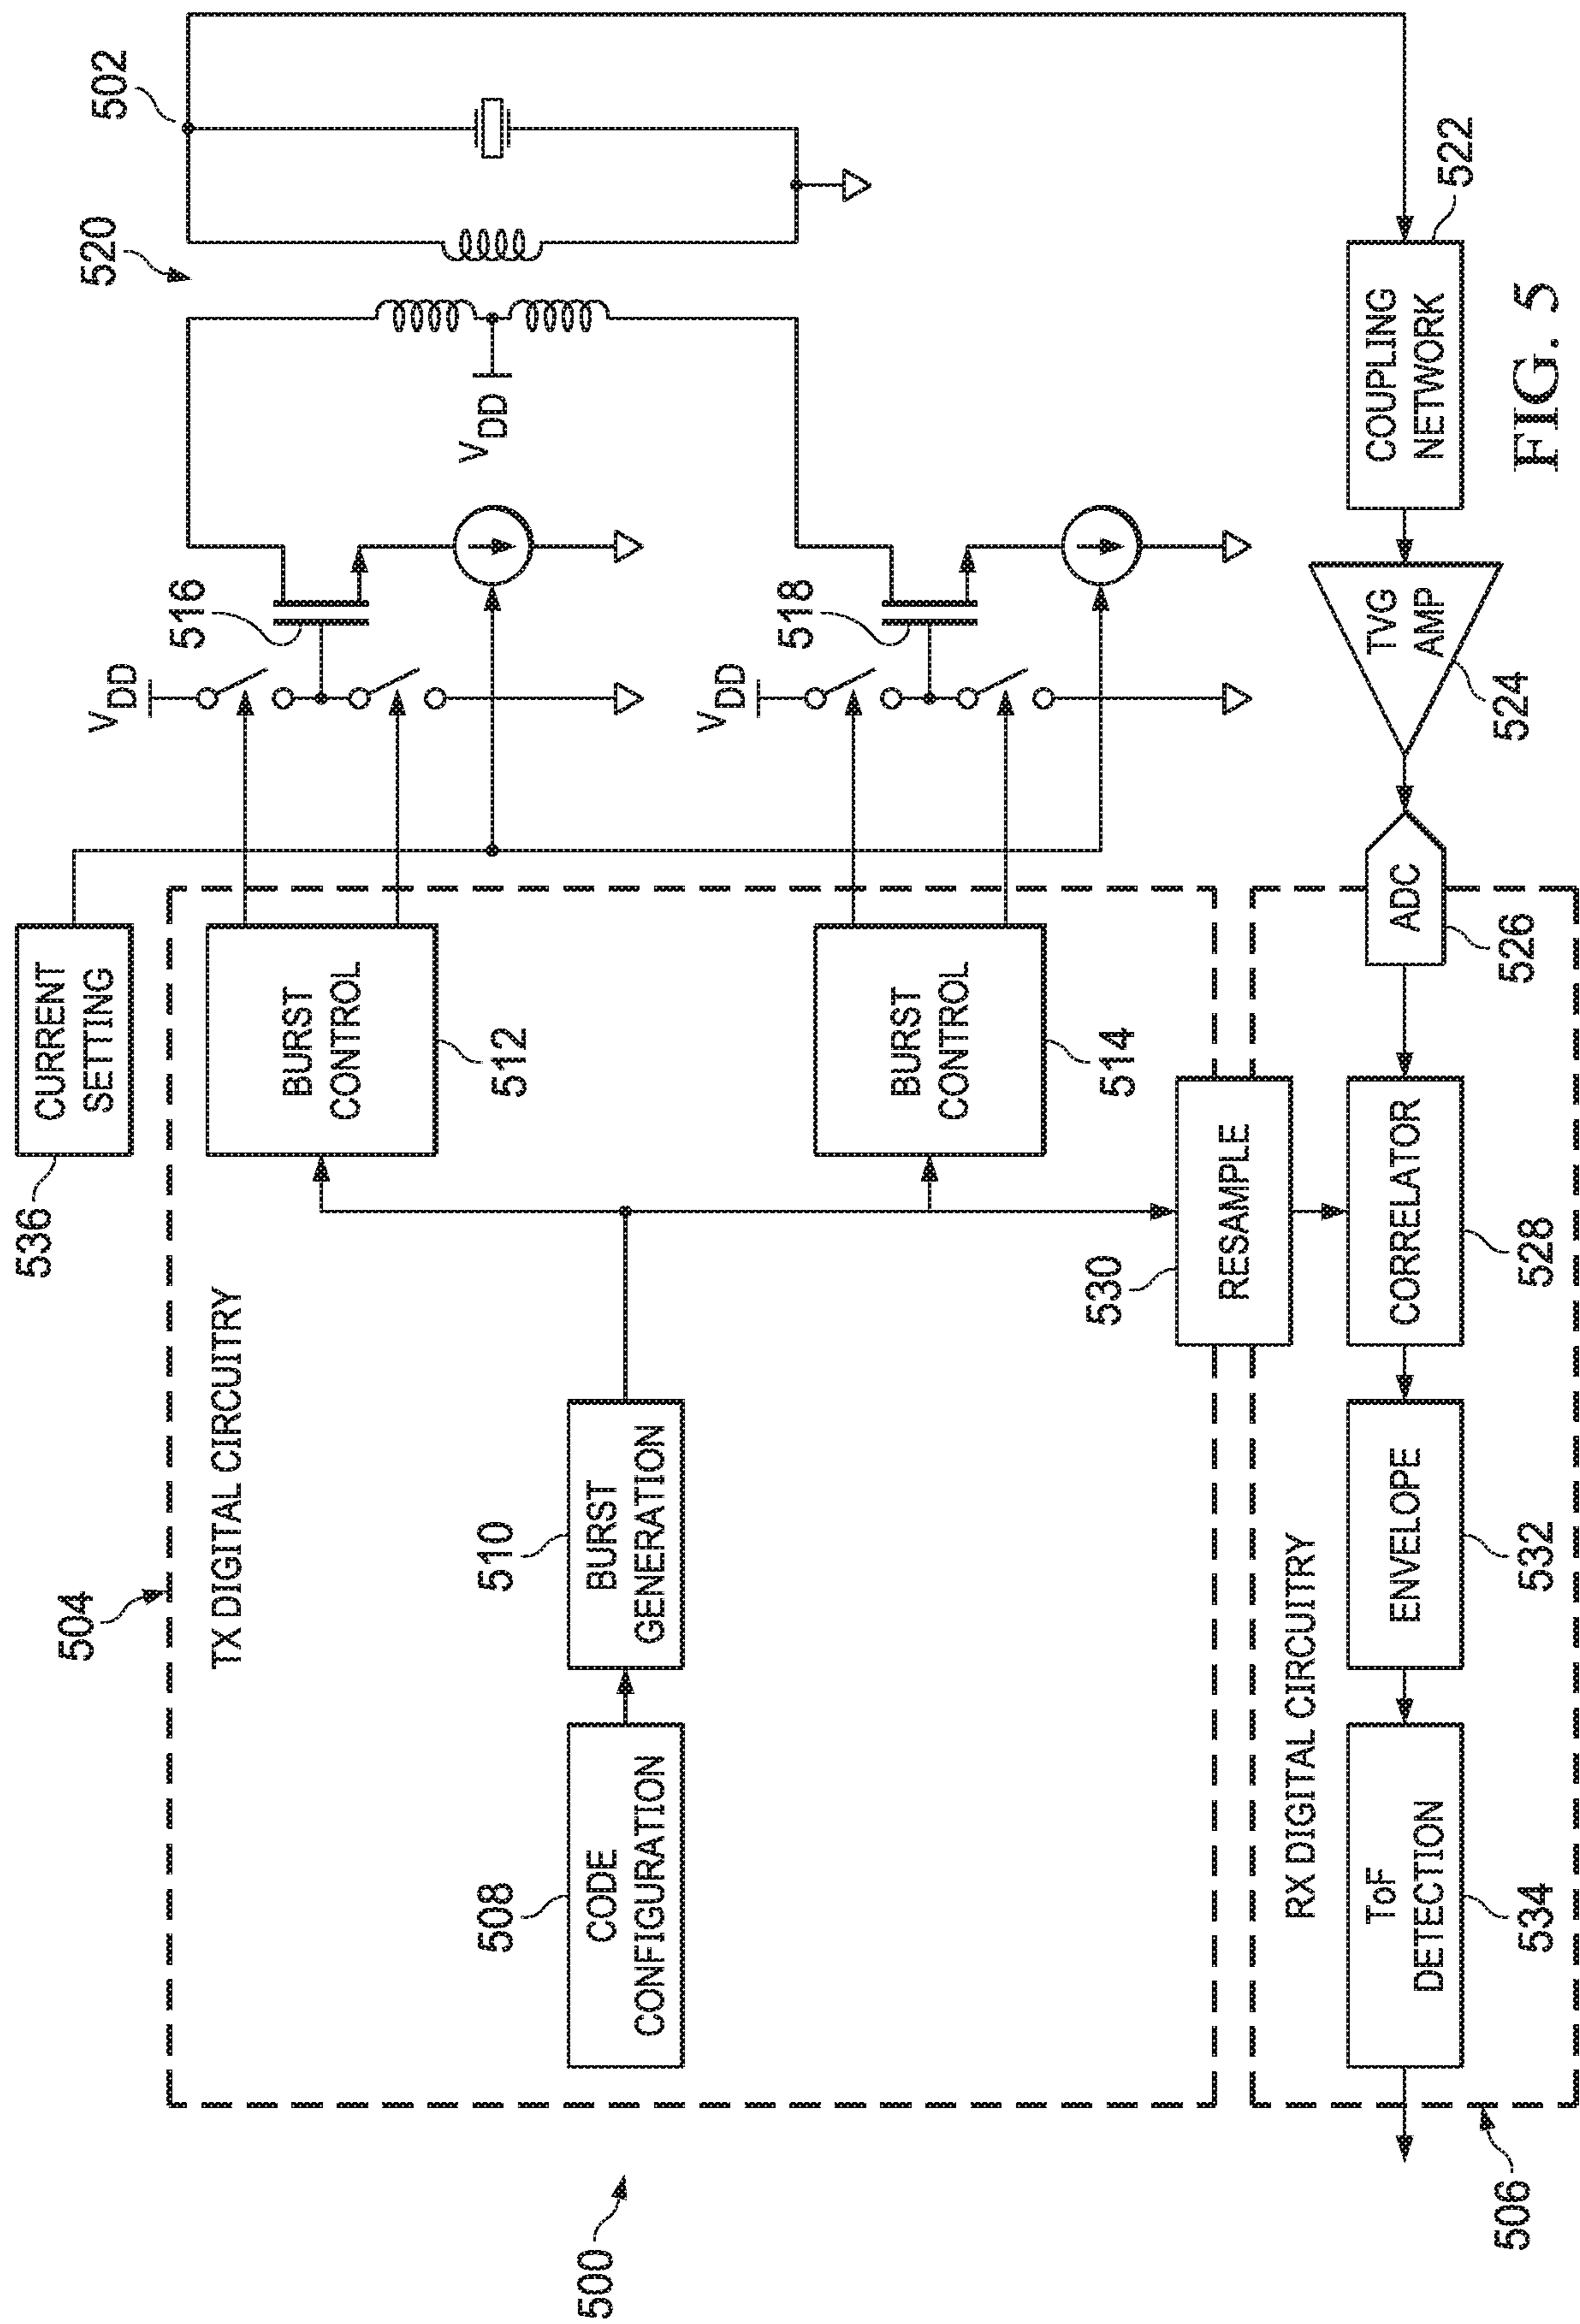 536
CURRENT
SETTING
504
TX DIGITAL CIRCUITRY
500
508
CODE
CONFIGURATION
510
BURST
GENERATION
BURST
CONTROL
512
BURST
CONTROL
514
VDD
516
VDD
518
520
VDD
502
530
RESAMPLE
RX DIGITAL CIRCUITRY
506
ToF
DETECTION
534
ENVELOPE
532
CORRELATOR
528
ADC
526
TVG
AMP
524
COUPLING
NETWORK
522
FIG. 5